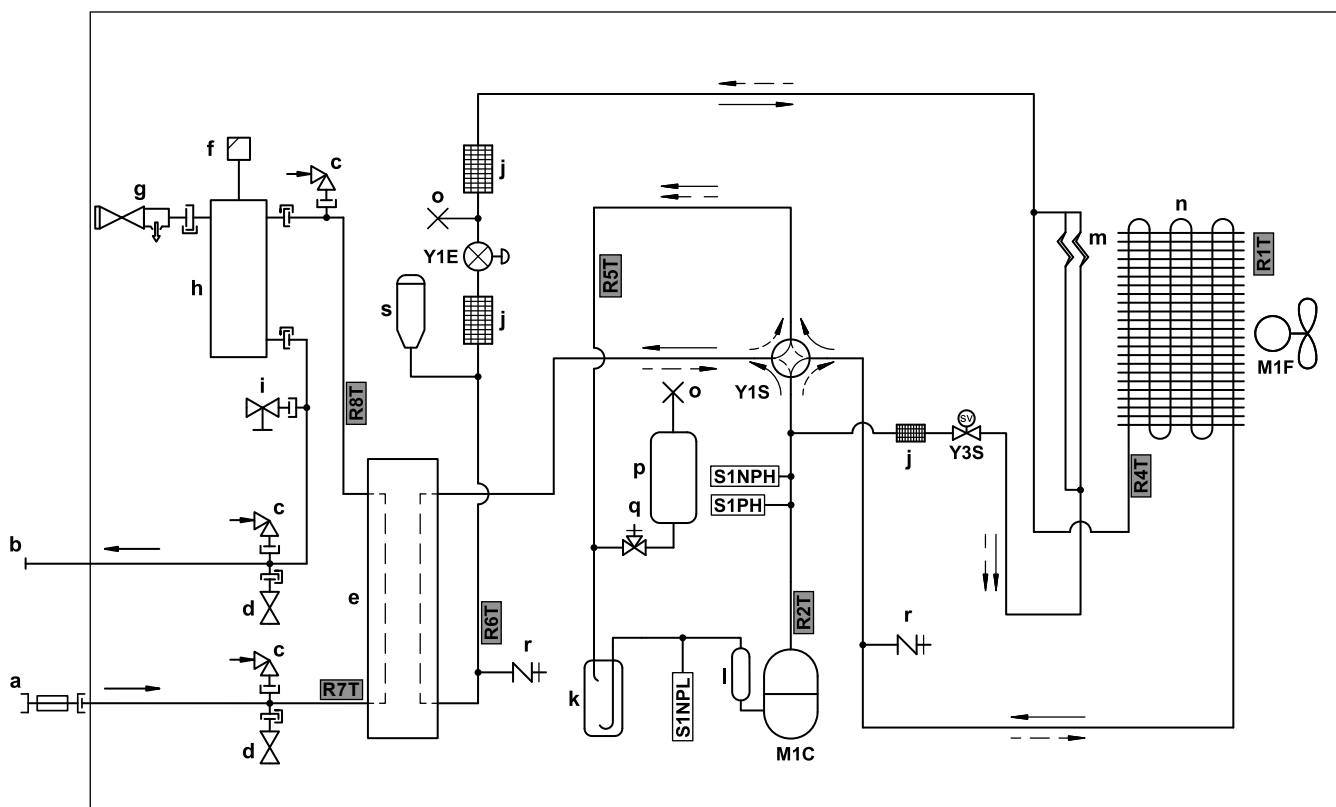 f
c
j
n
g
o
R1T
m
Y1E
R5T
h
s
j
M1F
Y1S
i
R8T
o
SV
j
Y3S
p
R4T
S1NPH
S1PH
q
c
b
e
d
R6T
R2T
r
r
c
l
a
R7T
k
S1NPL
d
M1C